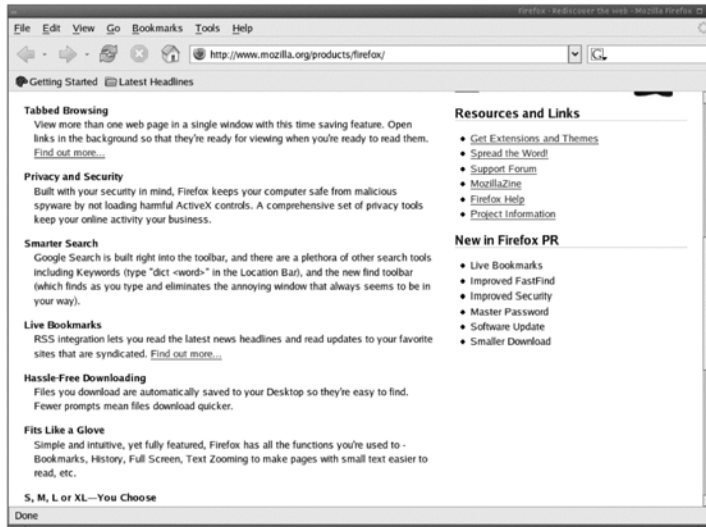 Firefox - Rediscover the web - Mozilla Firefox
File Edit View Go Bookmarks Tools Help
http://www.mozilla.org/products/firefox/
G
Getting Started Latest Headlines
Tabbed Browsing
View more than one web page in a single window with this time saving feature. Open
links in the background so that they're ready for viewing when you're ready to read them.
Find out more...
Privacy and Security
Built with your security in mind, Firefox keeps your computer safe from malicious
spyware by not loading harmful ActiveX controls. A comprehensive set of privacy tools
keep your online activity your business.
Smarter Search
Google Search is built right into the toolbar, and there are a plethora of other search tools
including Keywords (type "dict <word>" in the Location Bar), and the new find toolbar
(which finds as you type and eliminates the annoying window that always seems to be in
your way).
Live Bookmarks
RSS integration lets you read the latest news headlines and read updates to your favorite
sites that are syndicated. Find out more...
Hassle-Free Downloading
Files you download are automatically saved to your Desktop so they're easy to find.
Fewer prompts mean files download quicker.
Fits Like a Glove
Simple and intuitive, yet fully featured, Firefox has all the functions you're used to -
Bookmarks, History, Full Screen, Text Zooming to make pages with small text easier to
read, etc.
S, M, L or XL—You Choose
Resources and Links
Get Extensions and Themes
Spread the Word!
Support Forum
MozillaZine
Firefox Help
Project Information
New in Firefox PR
Live Bookmarks
Improved FastFind
Improved Security
Master Password
Software Update
Smaller Download
Done